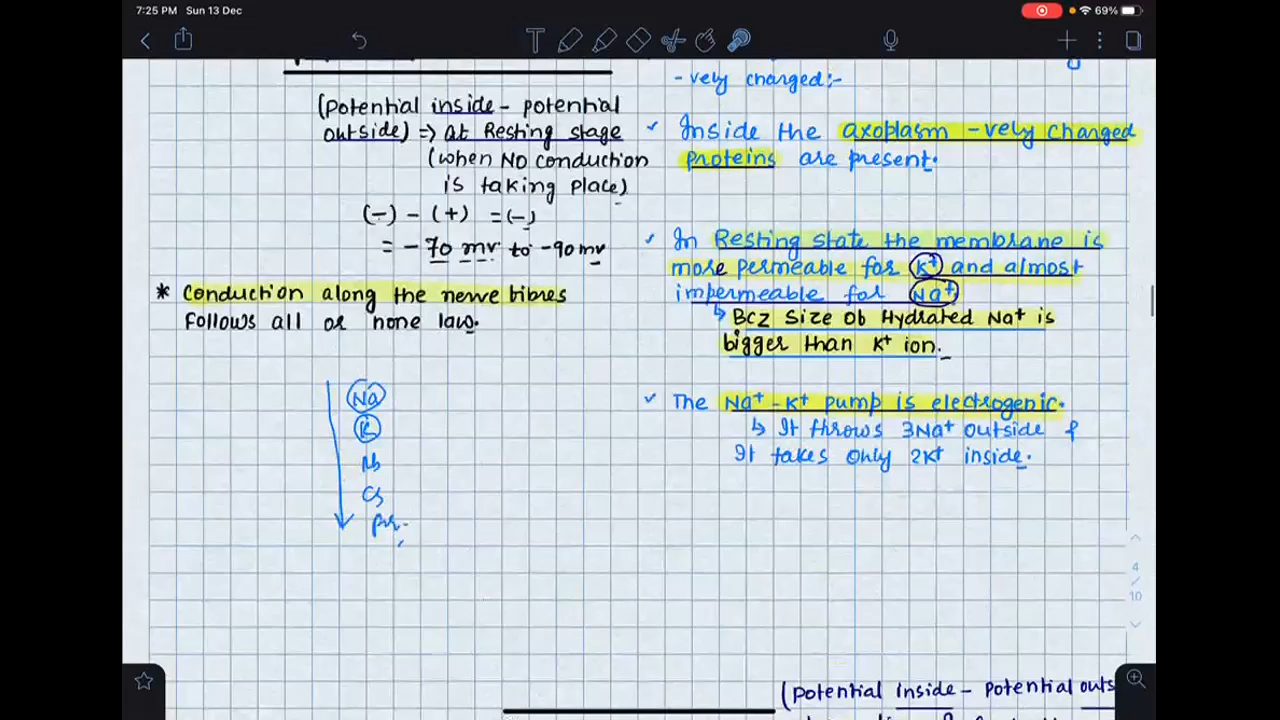 7:25 PM Sun 13 Dec
69%
(Potential inside - potential
outside) => at Resting stage
(when NO conduction
is taking place)
(-) - (+) = (-)
= -70 mv to -90 mv
* Conduction along the nerve fibres
Follows all or none law.
Na
K
Rb
Cs
- vely charged:-
✓ Inside the axoplasm -vely charged
proteins are present.
✓ In Resting state the membrane is
more permeable for K+ and almost
impermeable for Na+
↳ Bcz Size of Hydrated Na+ is
bigger than K+ ion.
✓ The Na+ - K+ pump is electrogenic.
↳ It throws 3Na+ outside &
It takes only 2K+ inside.
4
/
10
(potential inside - potential outs